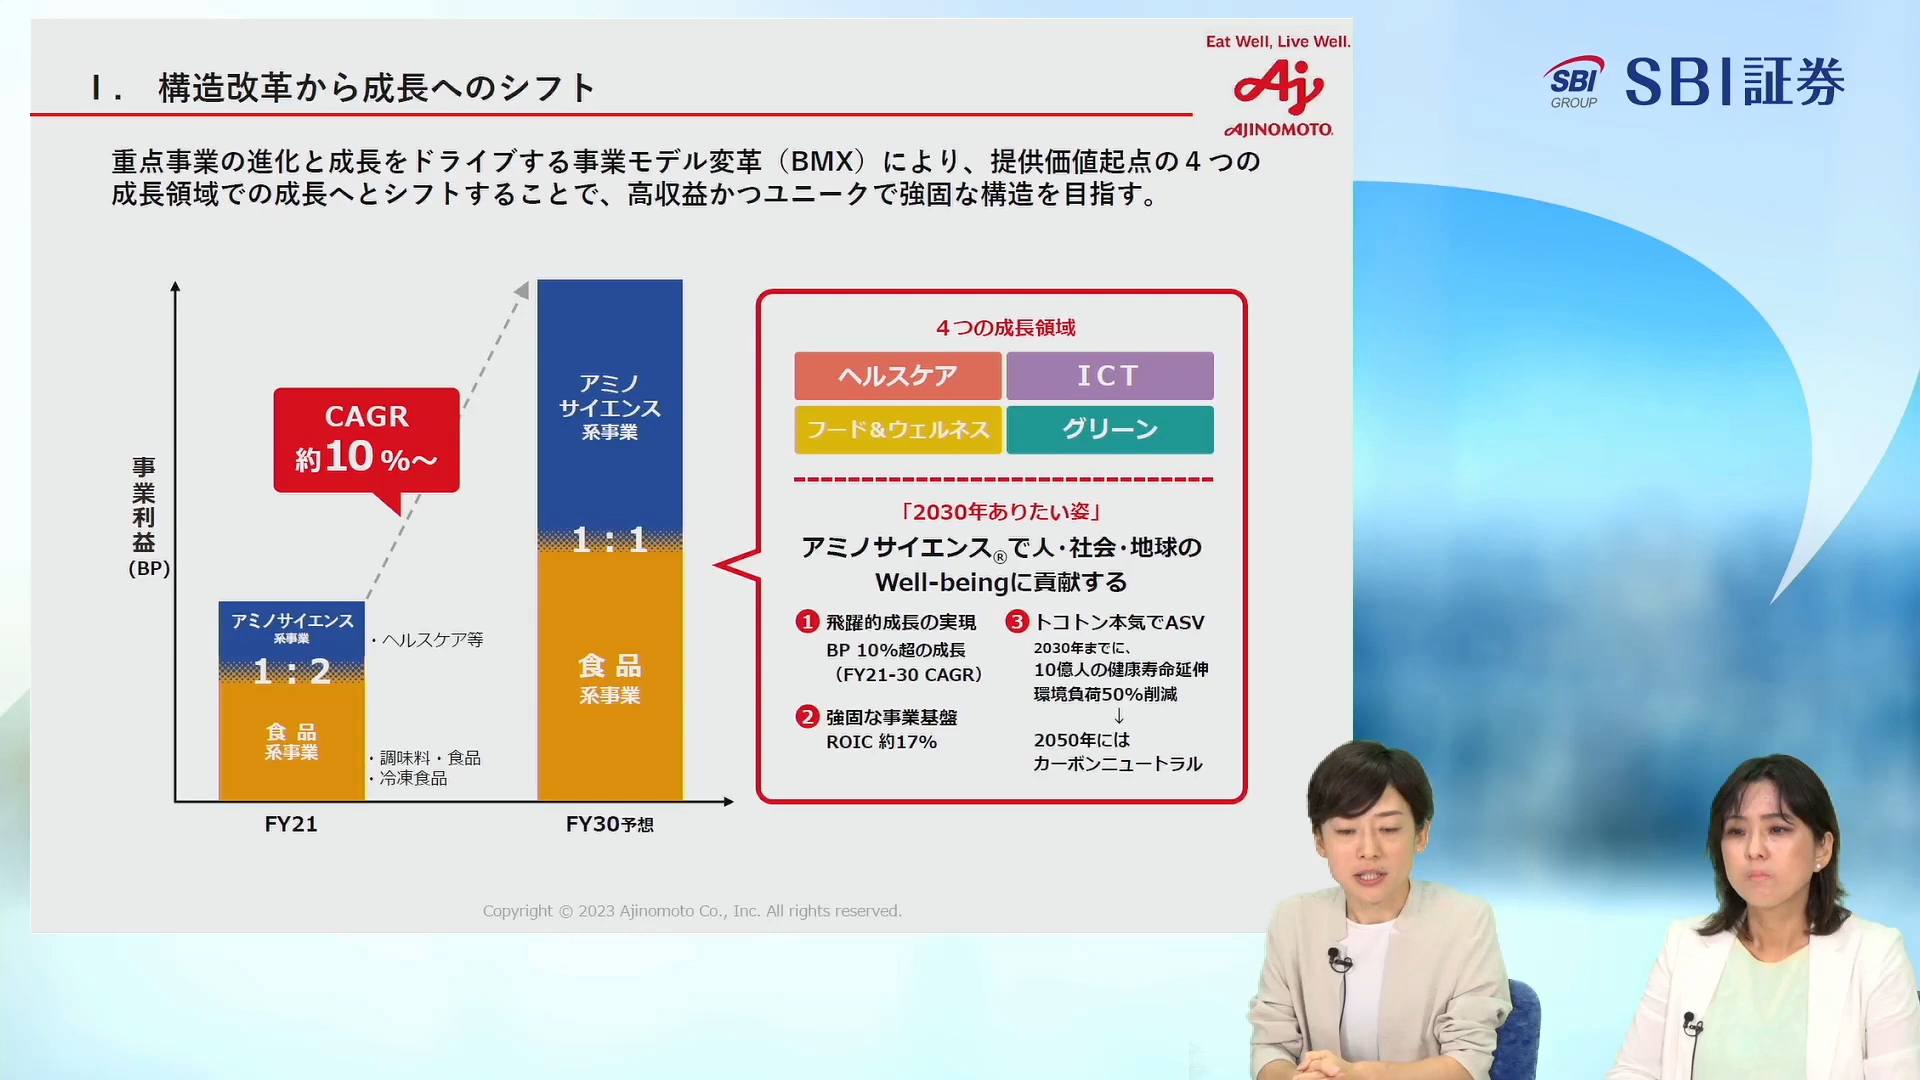 Eat Well, Live Well.
AJINOMOTO.
SBI
GROUP
SBI証券
Ⅰ. 構造改革から成長へのシフト
重点事業の進化と成長をドライブする事業モデル変革（BMX）により、提供価値起点の４つの
成長領域での成長へとシフトすることで、高収益かつユニークで強固な構造を目指す。
事業利益
(BP)
CAGR
約10%～
アミノサイエンス
系事業
1：2
食品
系事業
・ヘルスケア等
・調味料・食品
・冷凍食品
FY21
アミノ
サイエンス
系事業
1：1
食品
系事業
FY30予想
４つの成長領域
ヘルスケア
ICT
フード＆ウェルネス
グリーン
「2030年ありたい姿」
アミノサイエンス®で人・社会・地球の
Well-beingに貢献する
1 飛躍的成長の実現
BP 10%超の成長
（FY21-30 CAGR）
2 強固な事業基盤
ROIC 約17%
3 トコトン本気でASV
2030年までに、
10億人の健康寿命延伸
環境負荷50%削減
↓
2050年には
カーボンニュートラル
Copyright © 2023 Ajinomoto Co., Inc. All rights reserved.